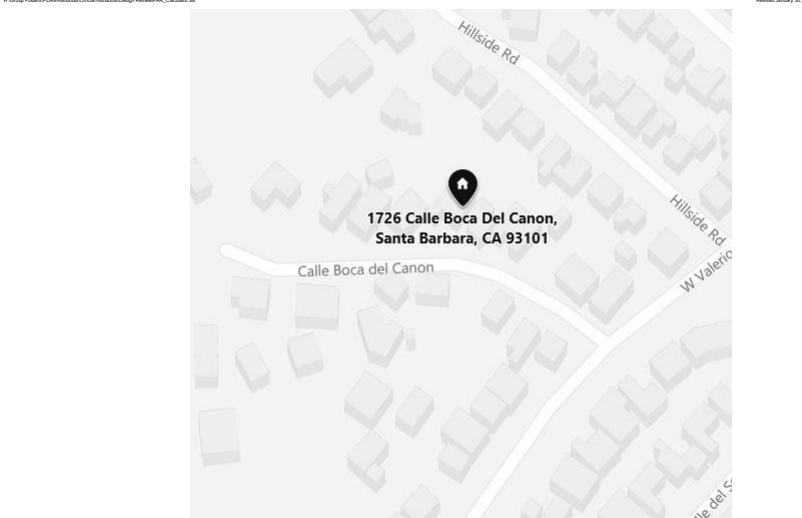 Hillside Rd
1726 Calle Boca Del Canon,
Santa Barbara, CA 93101
Hillside Rd
Calle Boca del Canon
W Valerio